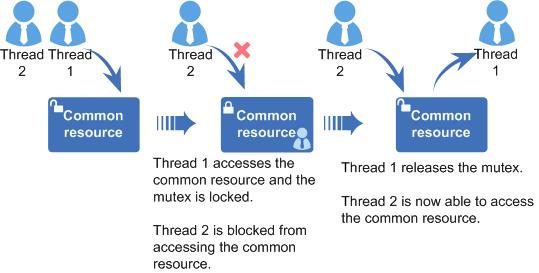 Thread
2
Thread
1
Common
resource
Thread
2
Common
resource
Thread 1 accesses the
common resource and the
mutex is locked.
Thread 2 is blocked from
accessing the common
resource.
Thread
2
Thread
1
Common
resource
Thread 1 releases the mutex.
Thread 2 is now able to access
the common resource.